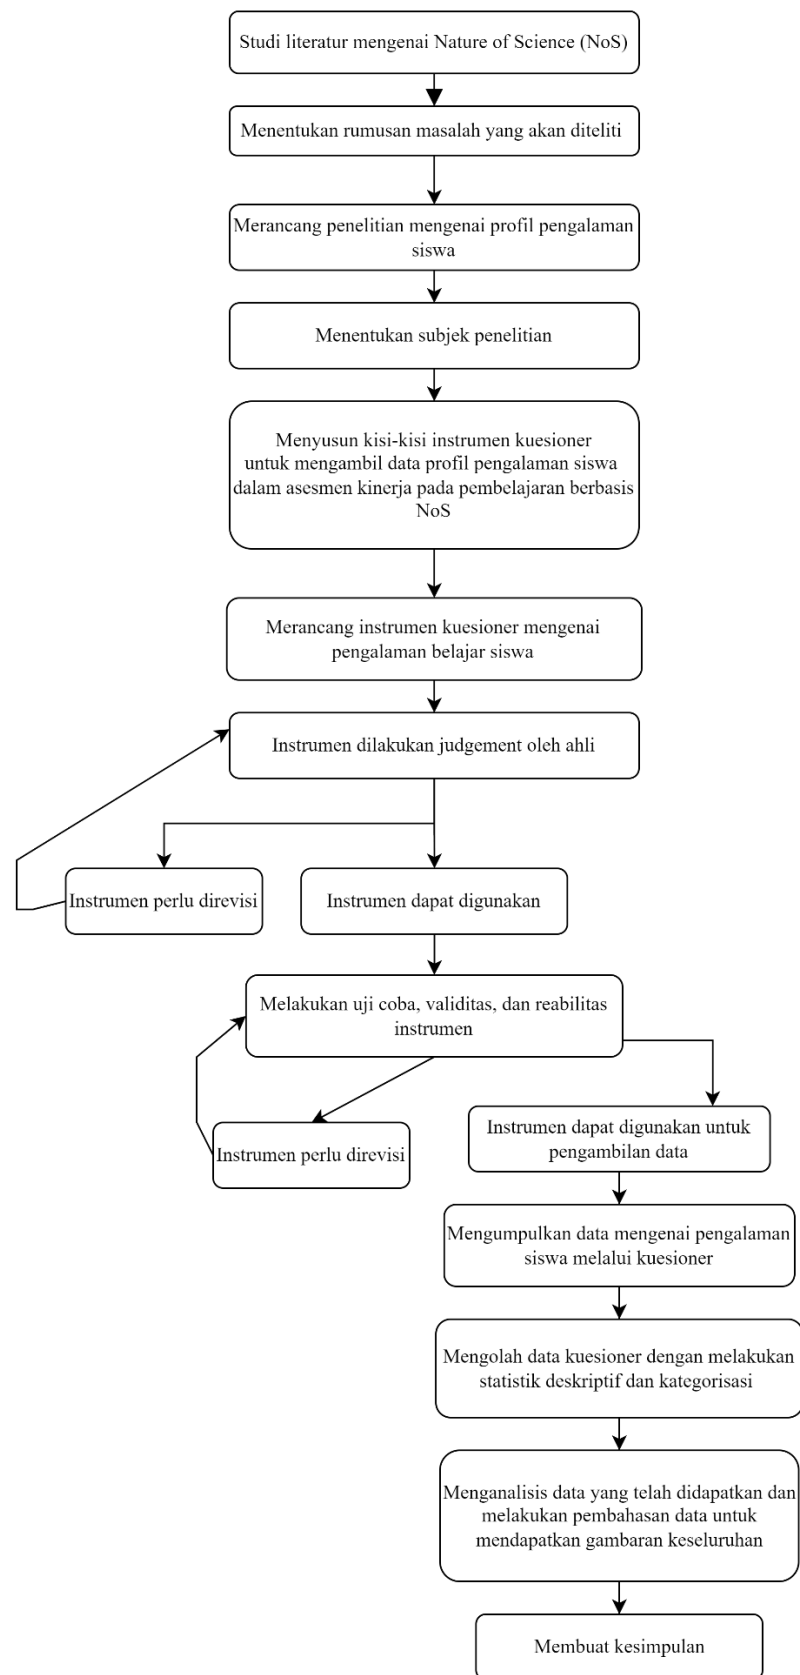 Studi literatur mengenai Nature of Science (NoS)
Menentukan rumusan masalah yang akan diteliti
Merancang penelitian mengenai profil pengalaman
siswa
Menentukan subjek penelitian
Menyusun kisi-kisi instrumen kuesioner
untuk mengambil data profil pengalaman siswa
dalam asesmen kinerja pada pembelajaran berbasis
NoS
Merancang instrumen kuesioner mengenai
pengalaman belajar siswa
Instrumen dilakukan judgement oleh ahli
Instrumen perlu direvisi
Instrumen dapat digunakan
Melakukan uji coba, validitas, dan reabilitas
instrumen
Instrumen perlu direvisi
Instrumen dapat digunakan untuk
pengambilan data
Mengumpulkan data mengenai pengalaman
siswa melalui kuesioner
Mengolah data kuesioner dengan melakukan
statistik deskriptif dan kategorisasi
Menganalisis data yang telah didapatkan dan
melakukan pembahasan data untuk
mendapatkan gambaran keseluruhan
Membuat kesimpulan